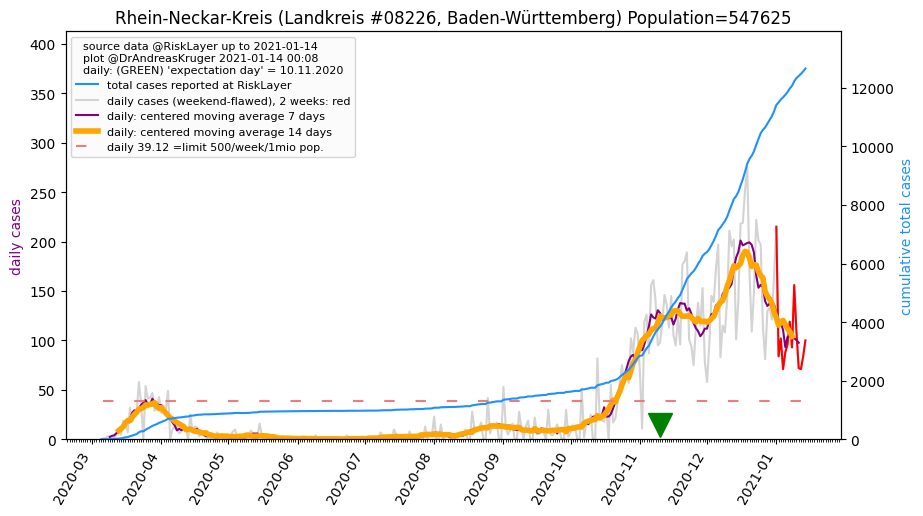 Rhein-Neckar-Kreis (Landkreis #08226, Baden-Württemberg) Population=547625
source data @RiskLayer up to 2021-01-14
plot @DrAndreasKruger 2021-01-14 00:08
daily: (GREEN) 'expectation day' = 10.11.2020
total cases reported at RiskLayer
daily cases (weekend-flawed), 2 weeks: red
daily: centered moving average 7 days
daily: centered moving average 14 days
daily 39.12 =limit 500/week/1mio pop.
daily cases
400
350
300
250
200
150
100
50
0
cumulative total cases
12000
10000
8000
6000
4000
2000
0
2020-03
2020-04
2020-05
2020-06
2020-07
2020-08
2020-09
2020-10
2020-11
2020-12
2021-01